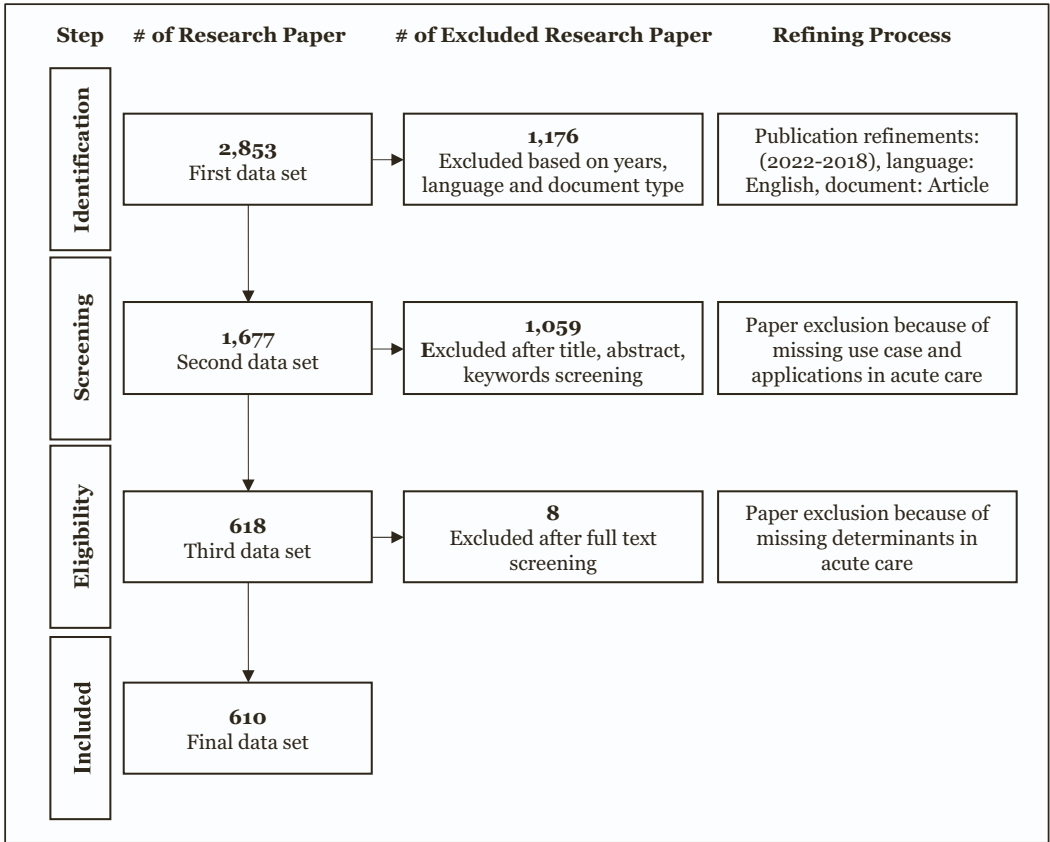 Step
# of Research Paper
# of Excluded Research Paper
Refining Process
Identification
2,853
First data set
1,176
Excluded based on years,
language and document type
Publication refinements:
(2022-2018), language:
English, document: Article
Screening
1,677
Second data set
1,059
Excluded after title, abstract,
keywords screening
Paper exclusion because of
missing use case and
applications in acute care
Eligibility
618
Third data set
8
Excluded after full text
screening
Paper exclusion because of
missing determinants in
acute care
Included
610
Final data set